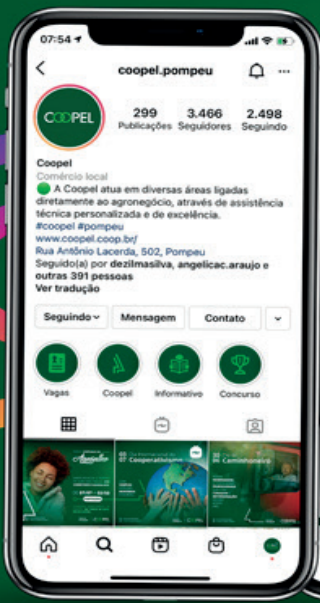 07:54
coopel.pompeu
COOPEL
299 3.466 2.498
Publicações Seguidores Seguindo
Coopel
Comércio local
A Coopel atua em diversas áreas ligadas
diretamente ao agronegócio, através de assistência
técnica personalizada e de excelência.
#coopel #pompeu
www.coopel.coop.br/
Rua Antônio Lacerda, 502, Pompeu
Seguido(a) por dezilmasilva, angelicac.araujo e
outras 391 pessoas
Ver tradução
Seguindo Mensagem Contato
Vagas Coopel Informativo Concurso
Cooperativismo
Caminhoneiro